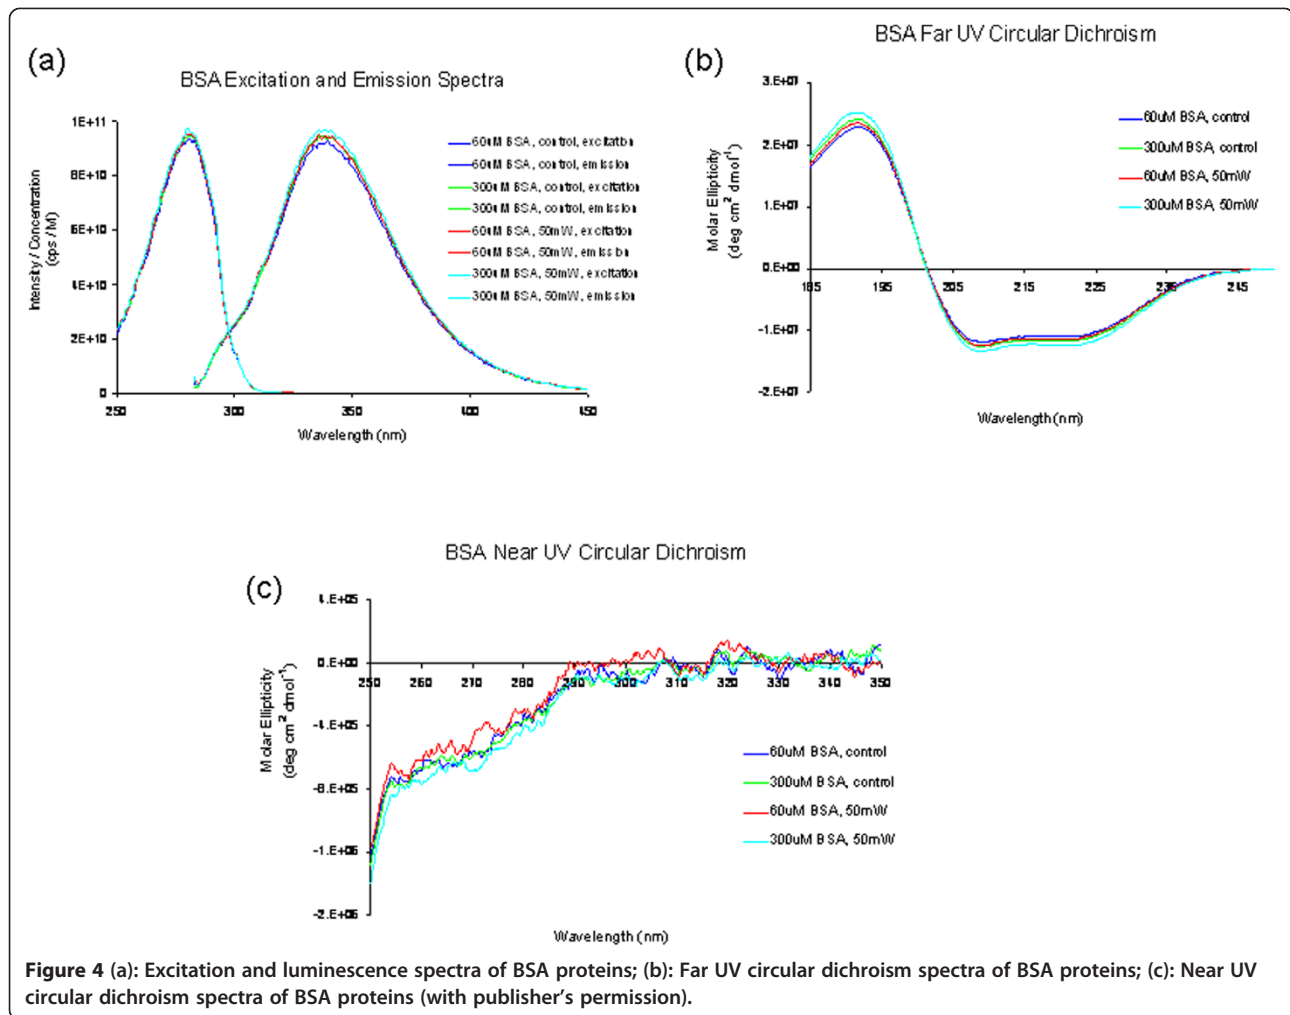 (a)
BSA Excitation and Emission Spectra
Intensity / Concentration
(cps / M)
1E+11
8E+10
6E+10
4E+10
2E+10
0
250
300
350
400
450
Wavelength (nm)
60uM BSA, control, excitation
60uM BSA, control, emission
300uM BSA, control, excitation
300uM BSA, control, emission
60uM BSA, 50mW, excitation
60uM BSA, 50mW, emission
300uM BSA, 50mW, excitation
300uM BSA, 50mW, emission
BSA Far UV Circular Dichroism
(b)
Molar Ellipticity
(deg cm² dmol⁻¹)
3.E+01
2.E+01
1.E+01
0.E+00
-1.E+01
-2.E+01
185
195
205
215
225
235
245
Wavelength (nm)
60uM BSA, control
300uM BSA, control
60uM BSA, 50mW
300uM BSA, 50mW
BSA Near UV Circular Dichroism
(c)
Molar Ellipticity
(deg cm² dmol⁻¹)
0.E+00
250
260
270
280
290
300
310
320
330
340
350
Wavelength (nm)
60uM BSA, control
300uM BSA, control
60uM BSA, 50mW
300uM BSA, 50mW
Figure 4 (a): Excitation and luminescence spectra of BSA proteins; (b): Far UV circular dichroism spectra of BSA proteins; (c): Near UV
circular dichroism spectra of BSA proteins (with publisher's permission).